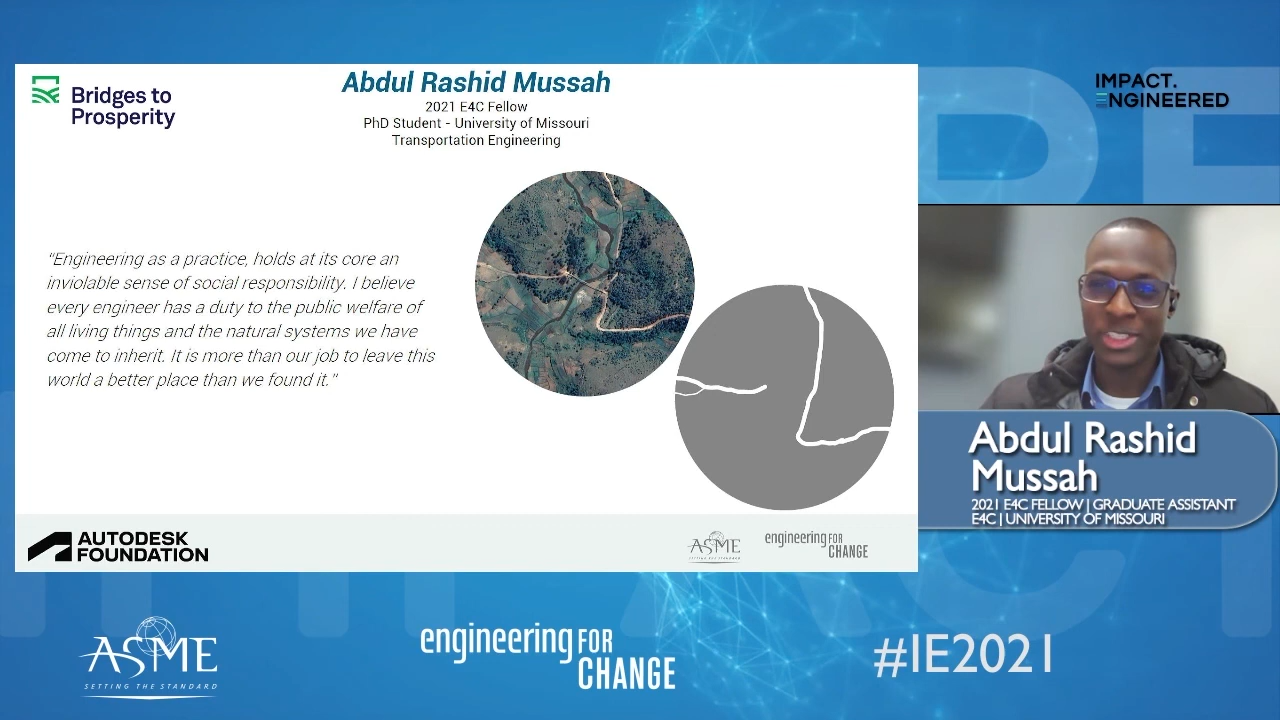 Bridges to
Prosperity
Abdul Rashid Mussah
2021 E4C Fellow
PhD Student - University of Missouri
Transportation Engineering
"Engineering as a practice, holds at its core an
inviolable sense of social responsibility. I believe
every engineer has a duty to the public welfare of
all living things and the natural systems we have
come to inherit. It is more than our job to leave this
world a better place than we found it."
AUTODESK
FOUNDATION
ASME
SETTING THE STANDARD
engineering FOR
CHANGE
IMPACT.
ENGINEERED
Abdul Rashid
Mussah
2021 E4C FELLOW | GRADUATE ASSISTANT
E4C | UNIVERSITY OF MISSOURI
ASME
SETTING THE STANDARD
engineering FOR
CHANGE
#IE2021